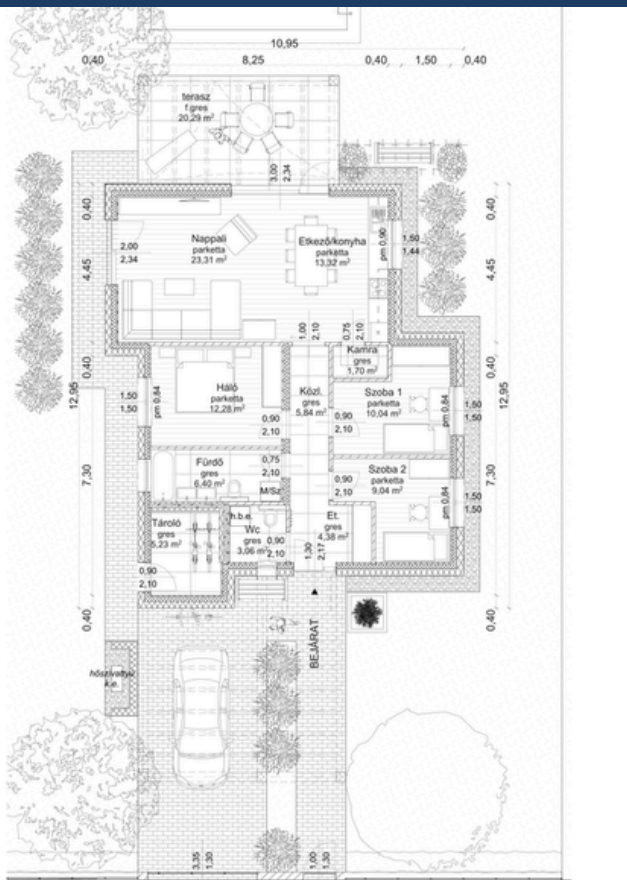 10,95
0,40 8,25 0,40 1,50 0,40
terasz
f.gres
20,29 m²
3,00
2,34
0,40
0,40
Nappali
parketta
23,31 m²
Etkező/konyha
parketta
13,32 m²
2,00
2,34
pm 0,90
1,50
1,44
4,45
4,45
1,00
2,10
0,75
2,10
Kamra
gres
1,70 m²
0,40
0,40
12,95
12,95
1,50
1,50
pm 0,84
Háló
parketta
12,28 m²
Közl.
gres
5,84 m²
Szoba 1
parketta
10,04 m²
pm 0,84
1,50
1,50
0,90
2,10
0,90
2,10
Fürdő
gres
6,40 m²
0,75
2,10
M/Sz
0,90
2,10
Szoba 2
parketta
9,04 m²
pm 0,84
1,50
1,50
7,30
7,30
Tároló
gres
5,23 m²
h.b.e.
Wc
gres
3,06 m²
0,90
2,10
Et.
gres
4,38 m²
1,30
2,17
0,90
2,10
0,40
0,40
BEJÁRAT
hőszivattyú
k.e.
3,35
1,30
1,00
1,30